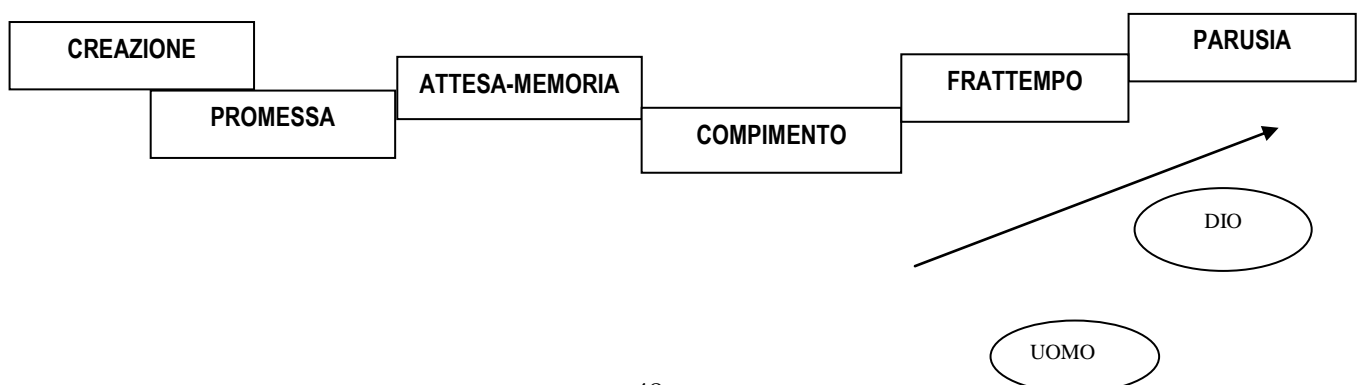 CREAZIONE
PROMESSA
ATTESA-MEMORIA
COMPIMENTO
FRATTEMPO
PARUSIA
DIO
UOMO